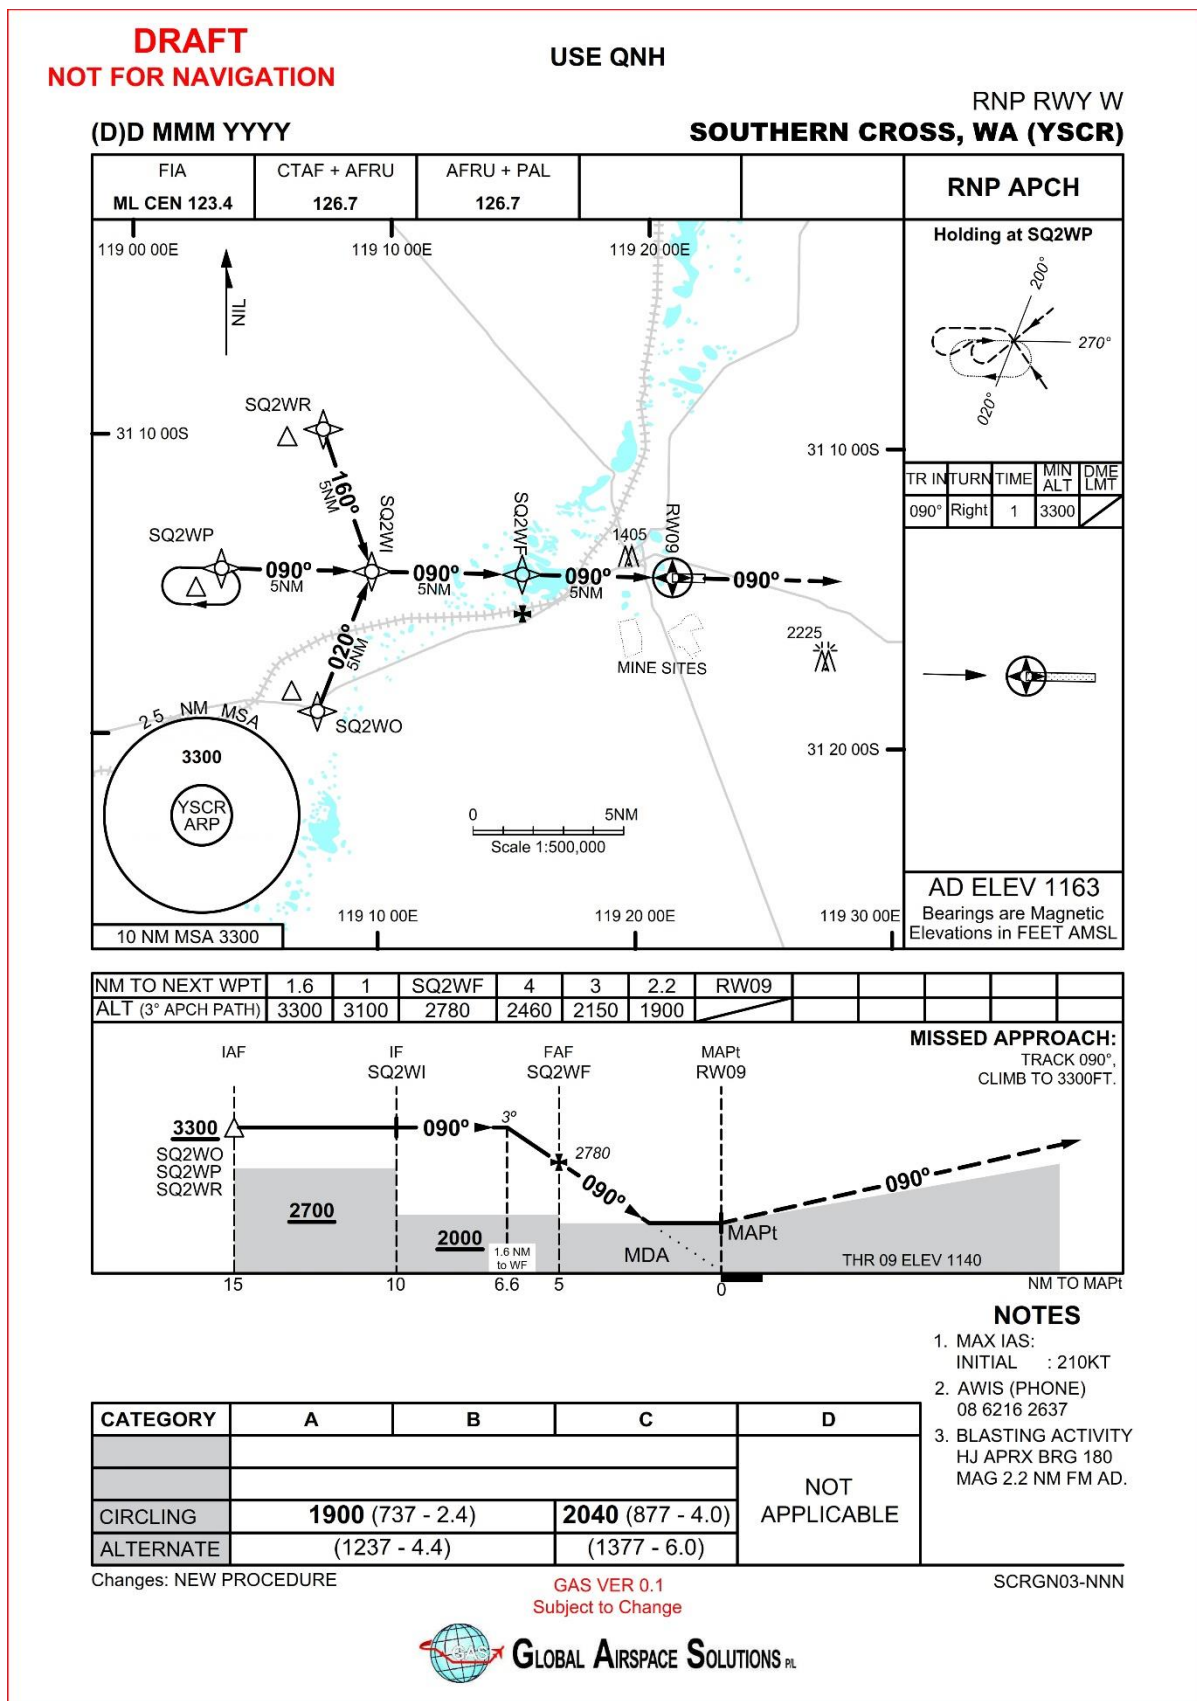 DRAFT
NOT FOR NAVIGATION
USE QNH
RNP RWY W
(D)D MMM YYYY
SOUTHERN CROSS, WA (YSCR)
FIA
ML CEN 123.4
CTAF + AFRU
126.7
AFRU + PAL
126.7
RNP APCH
119 00 00E
119 10 00E
119 20 00E
NIL
SQ2WR
31 10 00S
31 10 00S
160º
5NM
SQ2WP
SQ2WI
SQ2WF
RW09
1405
090º
5NM
090º
5NM
090º
5NM
090º
020º
5NM
2225
MINE SITES
SQ2WO
25 NM MSA
3300
YSCR
ARP
31 20 00S
0
5NM
Scale 1:500,000
119 10 00E
119 20 00E
119 30 00E
10 NM MSA 3300
Holding at SQ2WP
200°
270°
020°
TR IN TURN TIME MIN ALT DME LMT
090° Right 1 3300
AD ELEV 1163
Bearings are Magnetic
Elevations in FEET AMSL
NM TO NEXT WPT 1.6 1 SQ2WF 4 3 2.2 RW09
ALT (3° APCH PATH) 3300 3100 2780 2460 2150 1900
MISSED APPROACH:
TRACK 090°,
CLIMB TO 3300FT.
IAF
IF
SQ2WI
FAF
SQ2WF
MAPt
RW09
3300
SQ2WO
SQ2WP
SQ2WR
090º
3º
2780
090º
090º
2700
2000
1.6 NM
to WF
MDA
MAPt
THR 09 ELEV 1140
15
10
6.6
5
0
NM TO MAPt
NOTES
1. MAX IAS:
INITIAL : 210KT
2. AWIS (PHONE)
08 6216 2637
3. BLASTING ACTIVITY
HJ APRX BRG 180
MAG 2.2 NM FM AD.
CATEGORY A B C D
NOT
APPLICABLE
CIRCLING 1900 (737 - 2.4) 2040 (877 - 4.0)
ALTERNATE (1237 - 4.4) (1377 - 6.0)
Changes: NEW PROCEDURE
GAS VER 0.1
Subject to Change
SCRGN03-NNN
GAS
GLOBAL AIRSPACE SOLUTIONS P/L